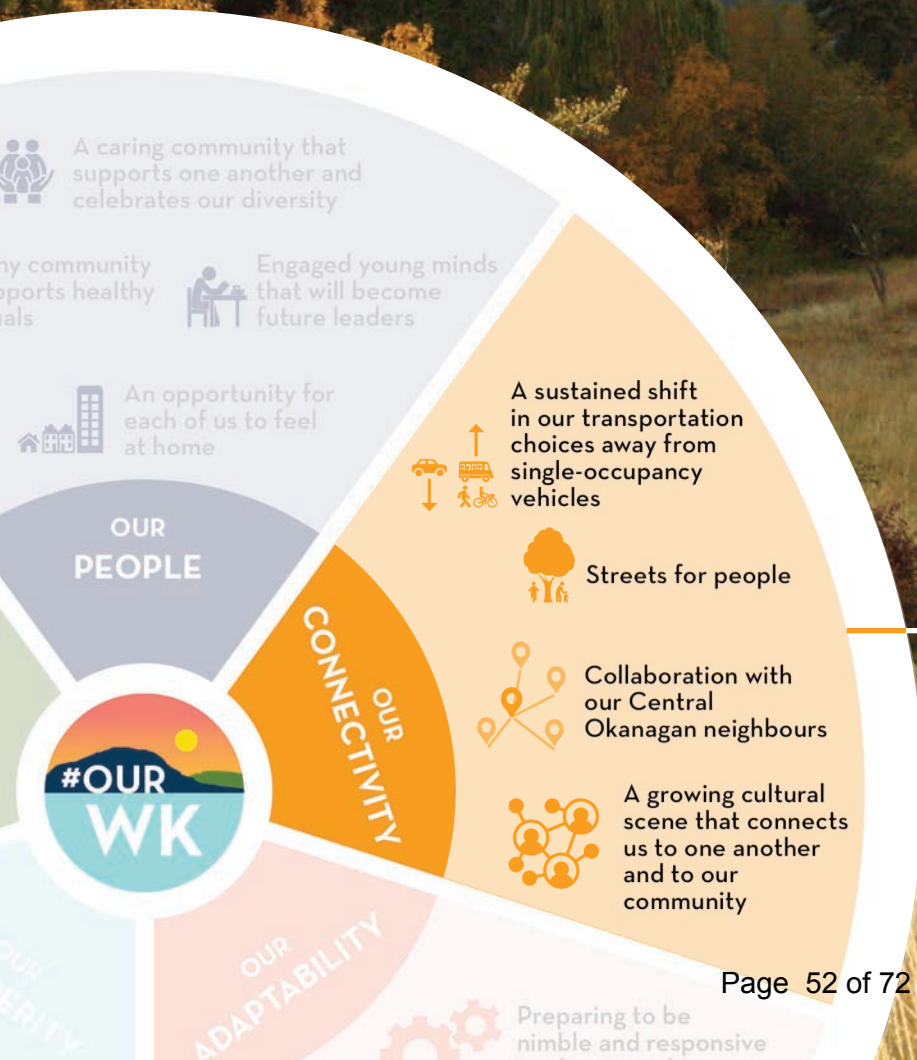 A caring community that
supports one another and
celebrates our diversity
community
healthy
Engaged young minds
that will become
future leaders
An opportunity for
each of us to feel
at home
OUR
PEOPLE
A sustained shift
in our transportation
choices away from
single-occupancy
vehicles
Streets for people
Collaboration with
our Central
Okanagan neighbours
A growing cultural
scene that connects
us to one another
and to our
community
OUR
CONNECTIVITY
#OUR
WK
OUR
OUR
ADAPTABILITY
Preparing to be
nimble and responsive
Page 52 of 72